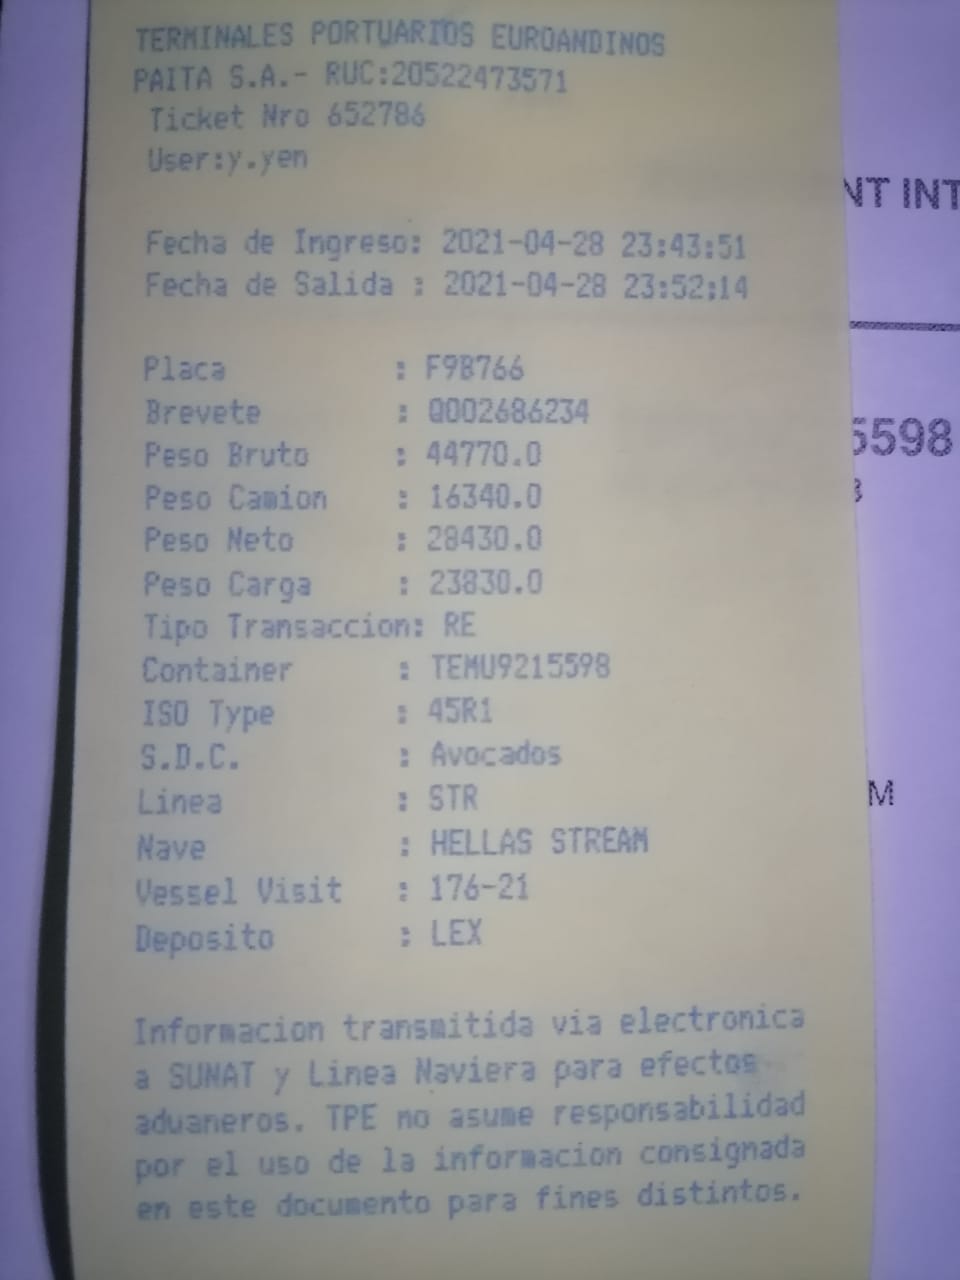 TERMINALES PORTUARIOS EUROANDINOS
PAITA S.A.- RUC:20522473571
Ticket Nro 652786
User:y.yen
Fecha de Ingreso: 2021-04-28 23:43:51
Fecha de Salida : 2021-04-28 23:52:14
Placa : F9B766
Brevete : Q002686234
Peso Bruto : 44770.0
Peso Camion : 16340.0
Peso Neto : 28430.0
Peso Carga : 23830.0
Tipo Transaccion: RE
Container : TEMU9215598
ISO Type : 45R1
S.D.C. : Avocados
Linea : STR
Nave : HELLAS STREAM
Vessel Visit : 176-21
Deposito : LEX
Informacion transmitida via electronica
a SUNAT y Linea Naviera para efectos
aduaneros. TPE no asume responsabilidad
por el uso de la informacion consignada
en este documento para fines distintos.
NT INT
5598
M